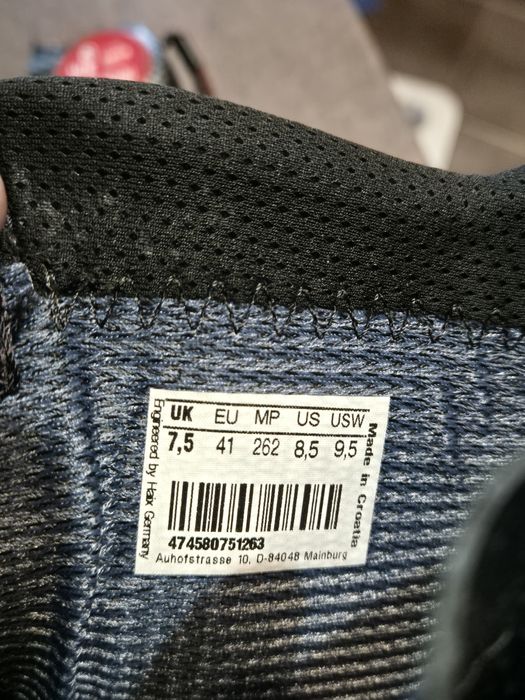 UK EU MP US USW
7,5 41 262 8,5 9,5
474580751263
Auhofstrasse 10, D-84048 Mainburg
Engineered by Haix, Germany
Made in Croatia